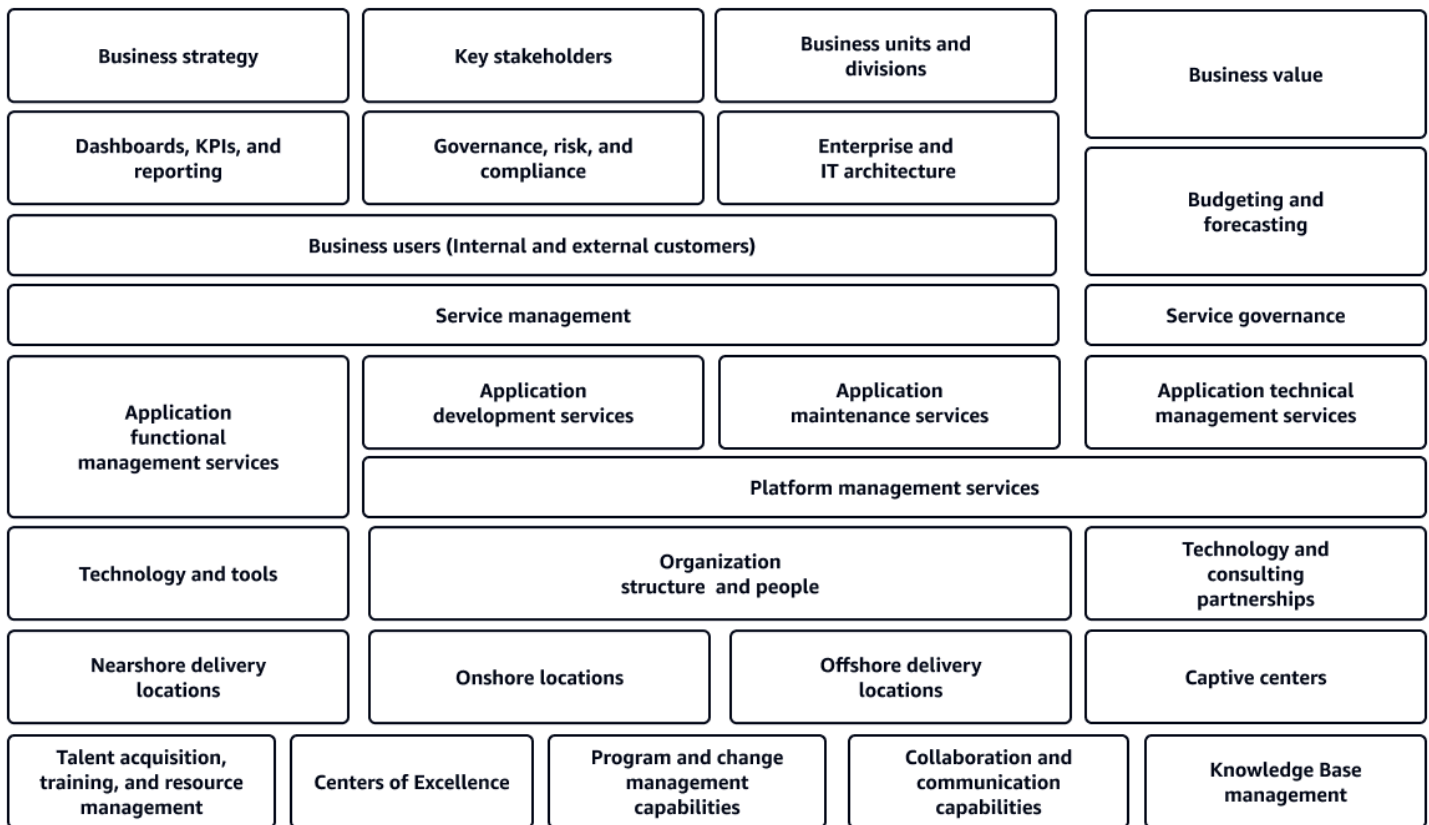 Business strategy
Key stakeholders
Business units and
divisions
Business value
Dashboards, KPIs, and
reporting
Governance, risk, and
compliance
Enterprise and
IT architecture
Budgeting and
forecasting
Business users (Internal and external customers)
Service management
Service governance
Application
functional
management services
Application
development services
Application
maintenance services
Application technical
management services
Platform management services
Technology and tools
Organization
structure and people
Technology and
consulting
partnerships
Nearshore delivery
locations
Onshore locations
Offshore delivery
locations
Captive centers
Talent acquisition,
training, and resource
management
Centers of Excellence
Program and change
management
capabilities
Collaboration and
communication
capabilities
Knowledge Base
management